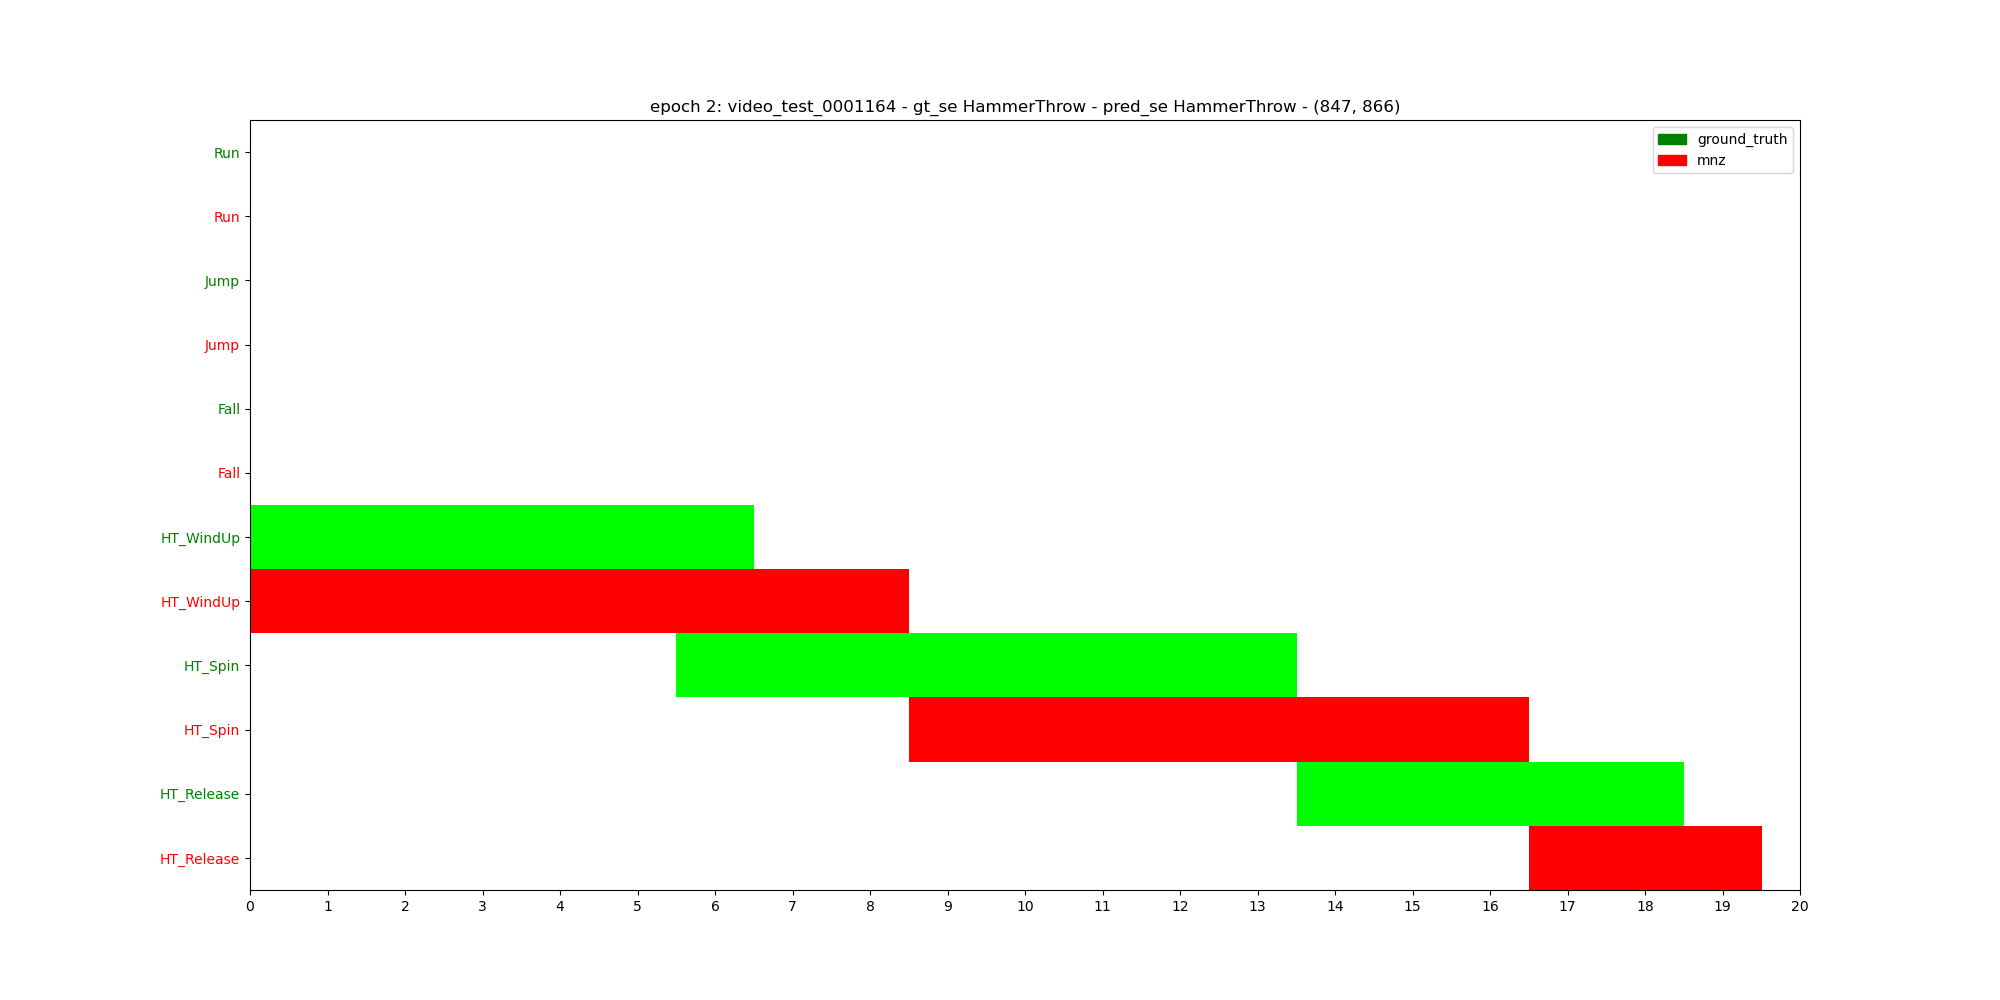 epoch 2: video_test_0001164 - gt_se HammerThrow - pred_se HammerThrow - (847, 866)
ground_truth
mnz
Run
Run
Jump
Jump
Fall
Fall
HT_WindUp
HT_WindUp
HT_Spin
HT_Spin
HT_Release
HT_Release
0 1 2 3 4 5 6 7 8 9 10 11 12 13 14 15 16 17 18 19 20